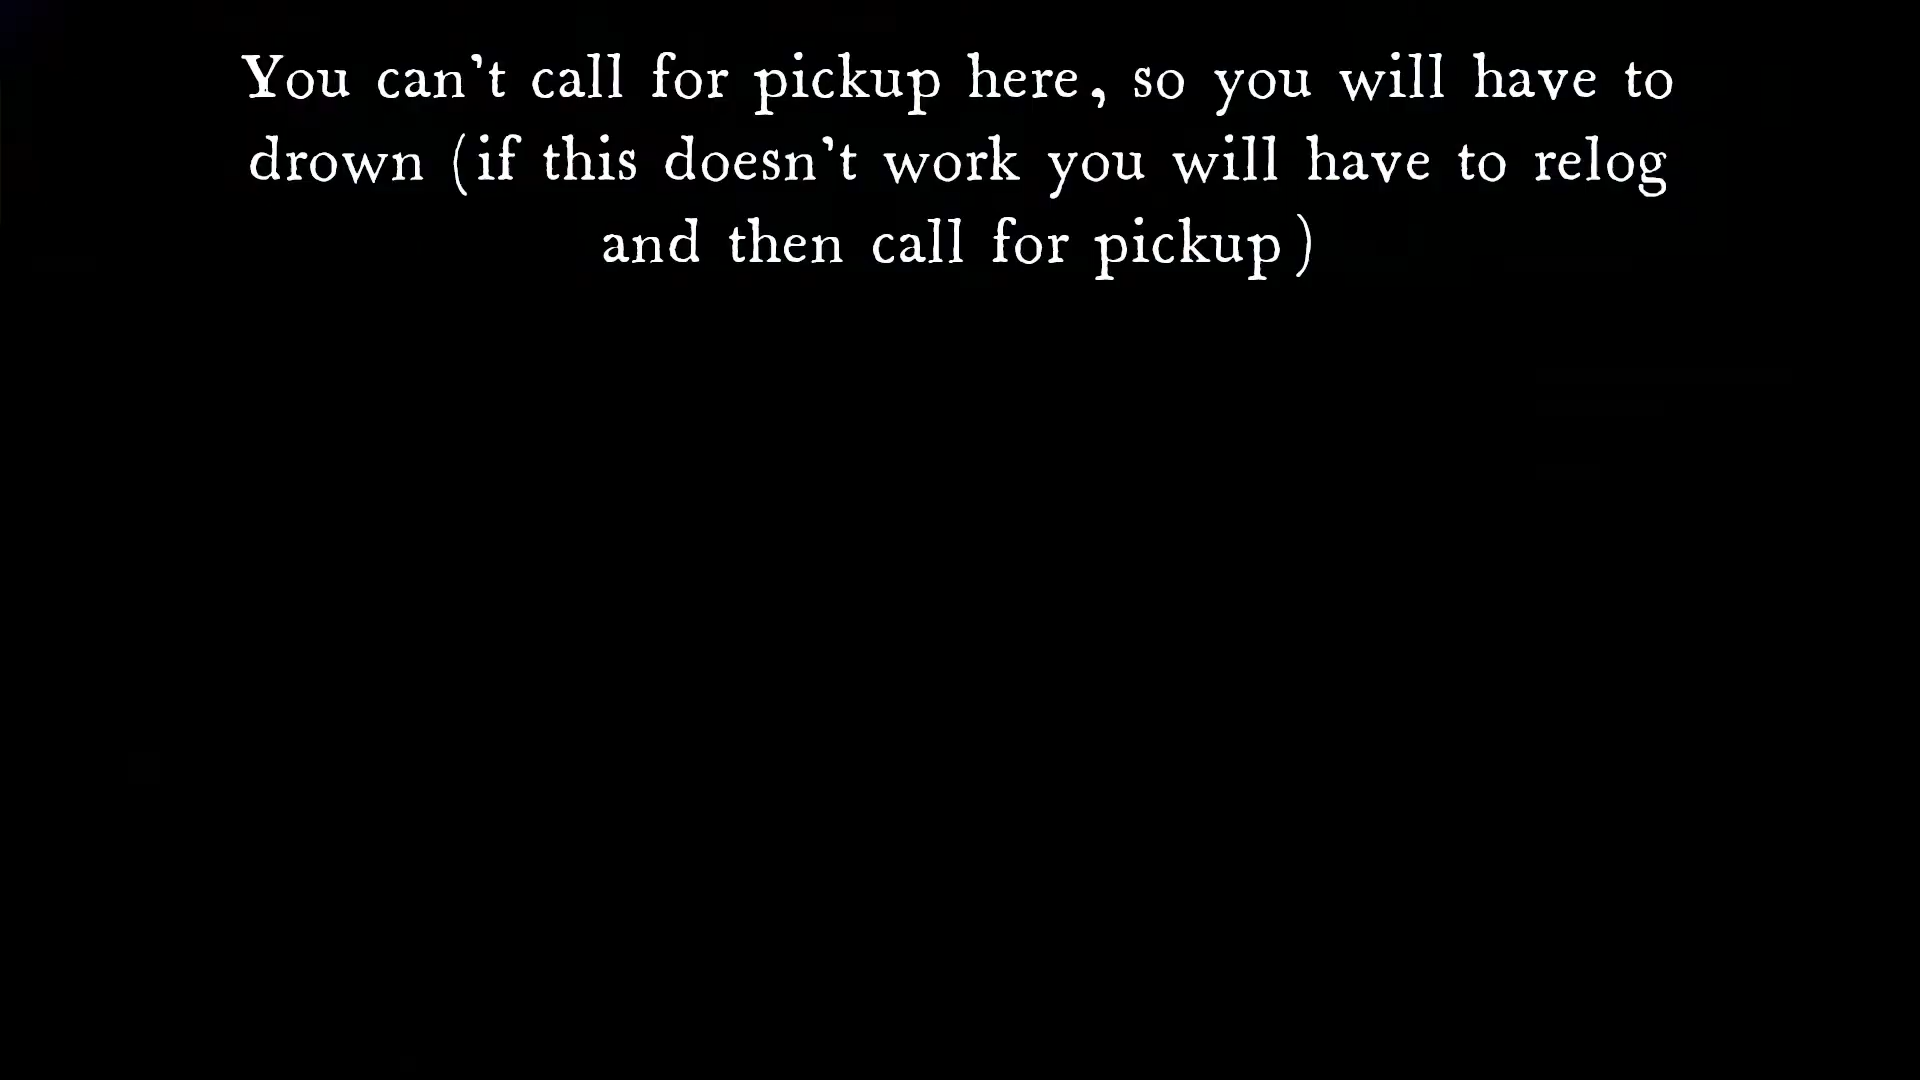 You can't call for pickup here, so you will have to
drown (if this doesn't work you will have to relog
and then call for pickup)